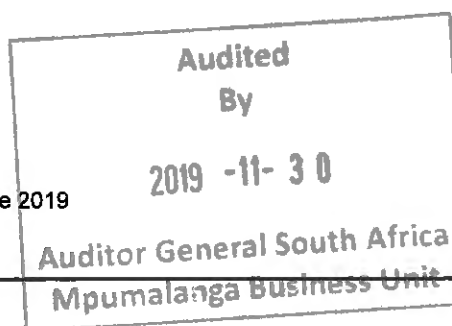 Audited
By
2019 -11- 30
e 2019
Auditor General South Africa
Mpumalanga Business Unit